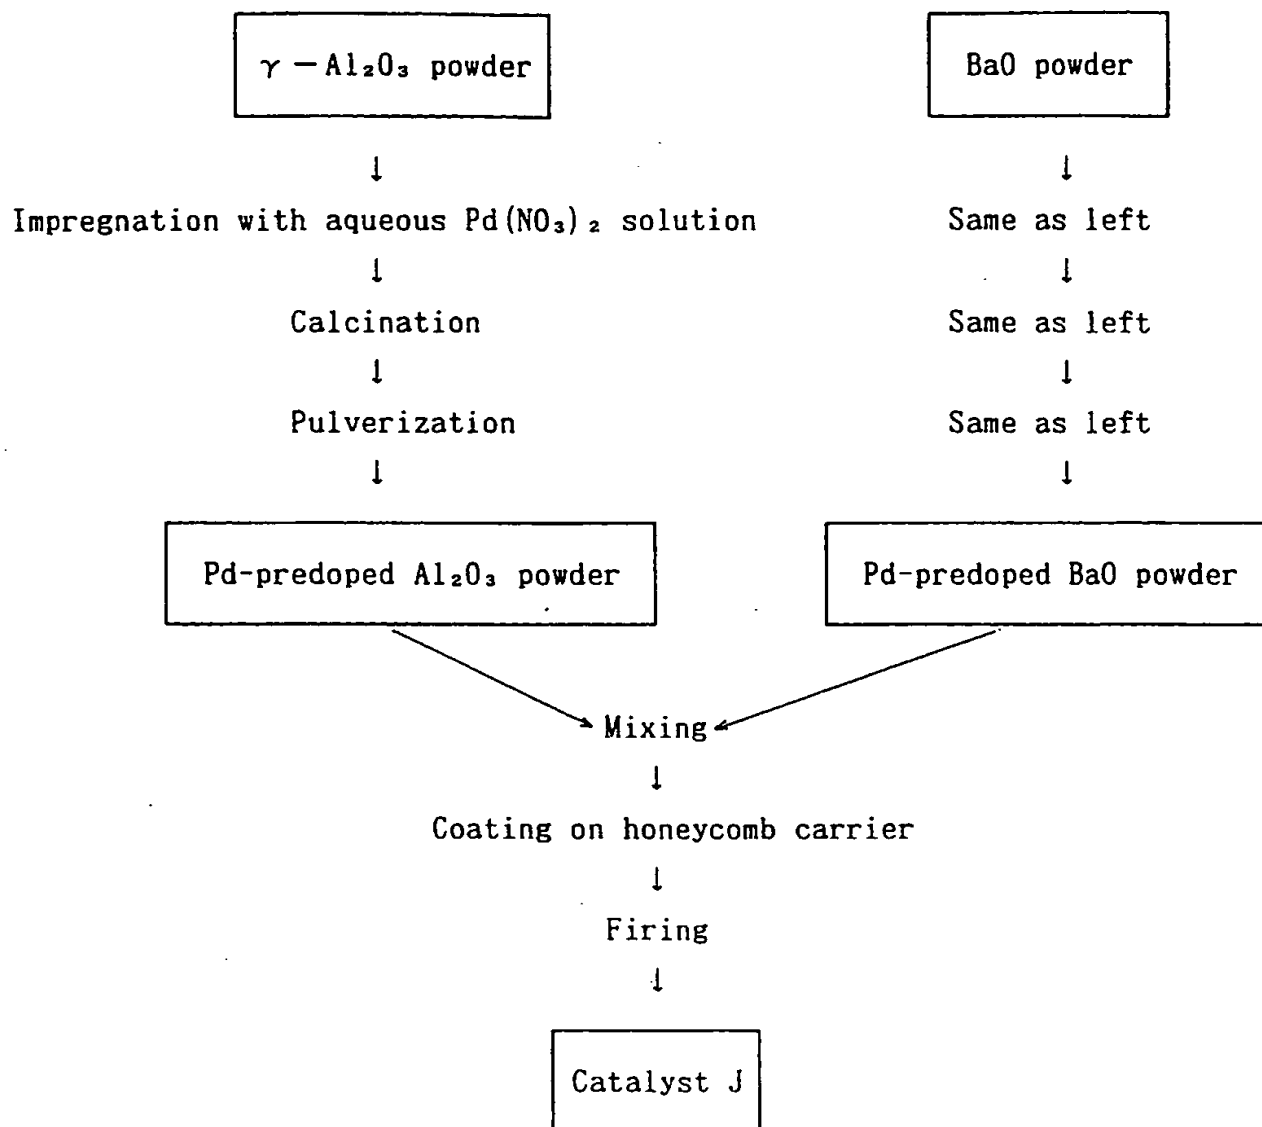 γ－Al₂O₃ powder
BaO powder
Impregnation with aqueous Pd(NO₃)₂ solution
Same as left
Calcination
Same as left
Pulverization
Same as left
Pd-predoped Al₂O₃ powder
Pd-predoped BaO powder
Mixing
Coating on honeycomb carrier
Firing
Catalyst J